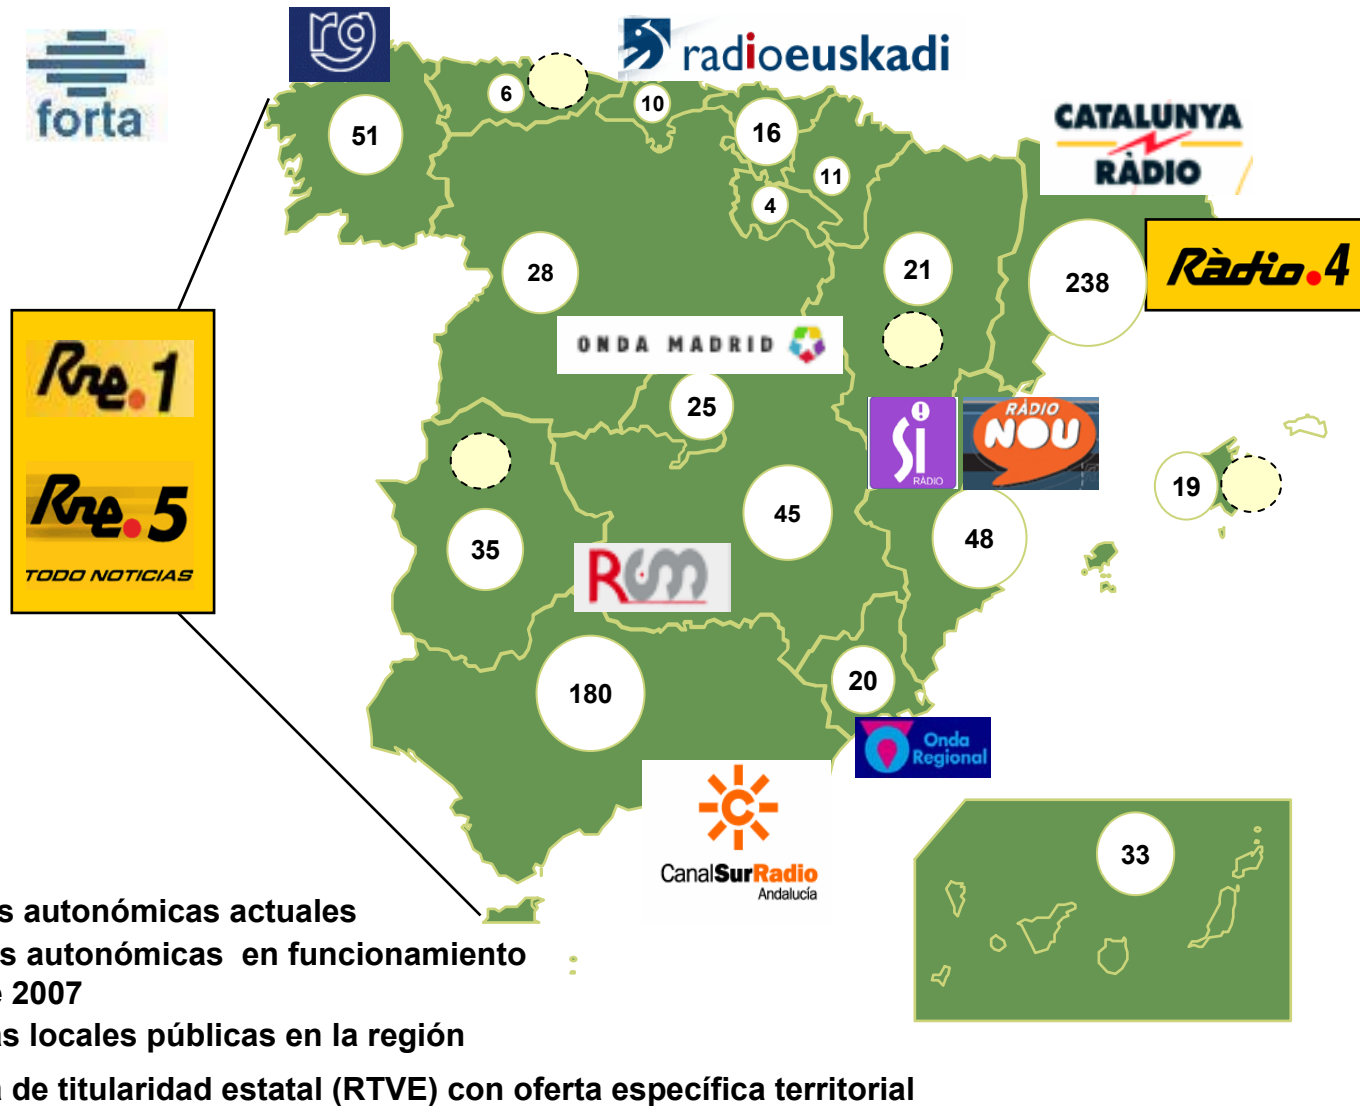 rg
radioeuskadi
forta
6
10
51
16
CATALUNYA
RÀDIO
11
4
28
21
238
Ràdio.4
Rne.1
ONDA MADRID
25
SI
RÀDIO
RÀDIO
NOU
Rne.5
TODO NOTICIAS
19
45
48
35
RCM
180
20
Onda
Regional
CanalSurRadio
Andalucía
33
s autonómicas actuales
s autonómicas en funcionamiento
e 2007
as locales públicas en la región
a de titularidad estatal (RTVE) con oferta específica territorial